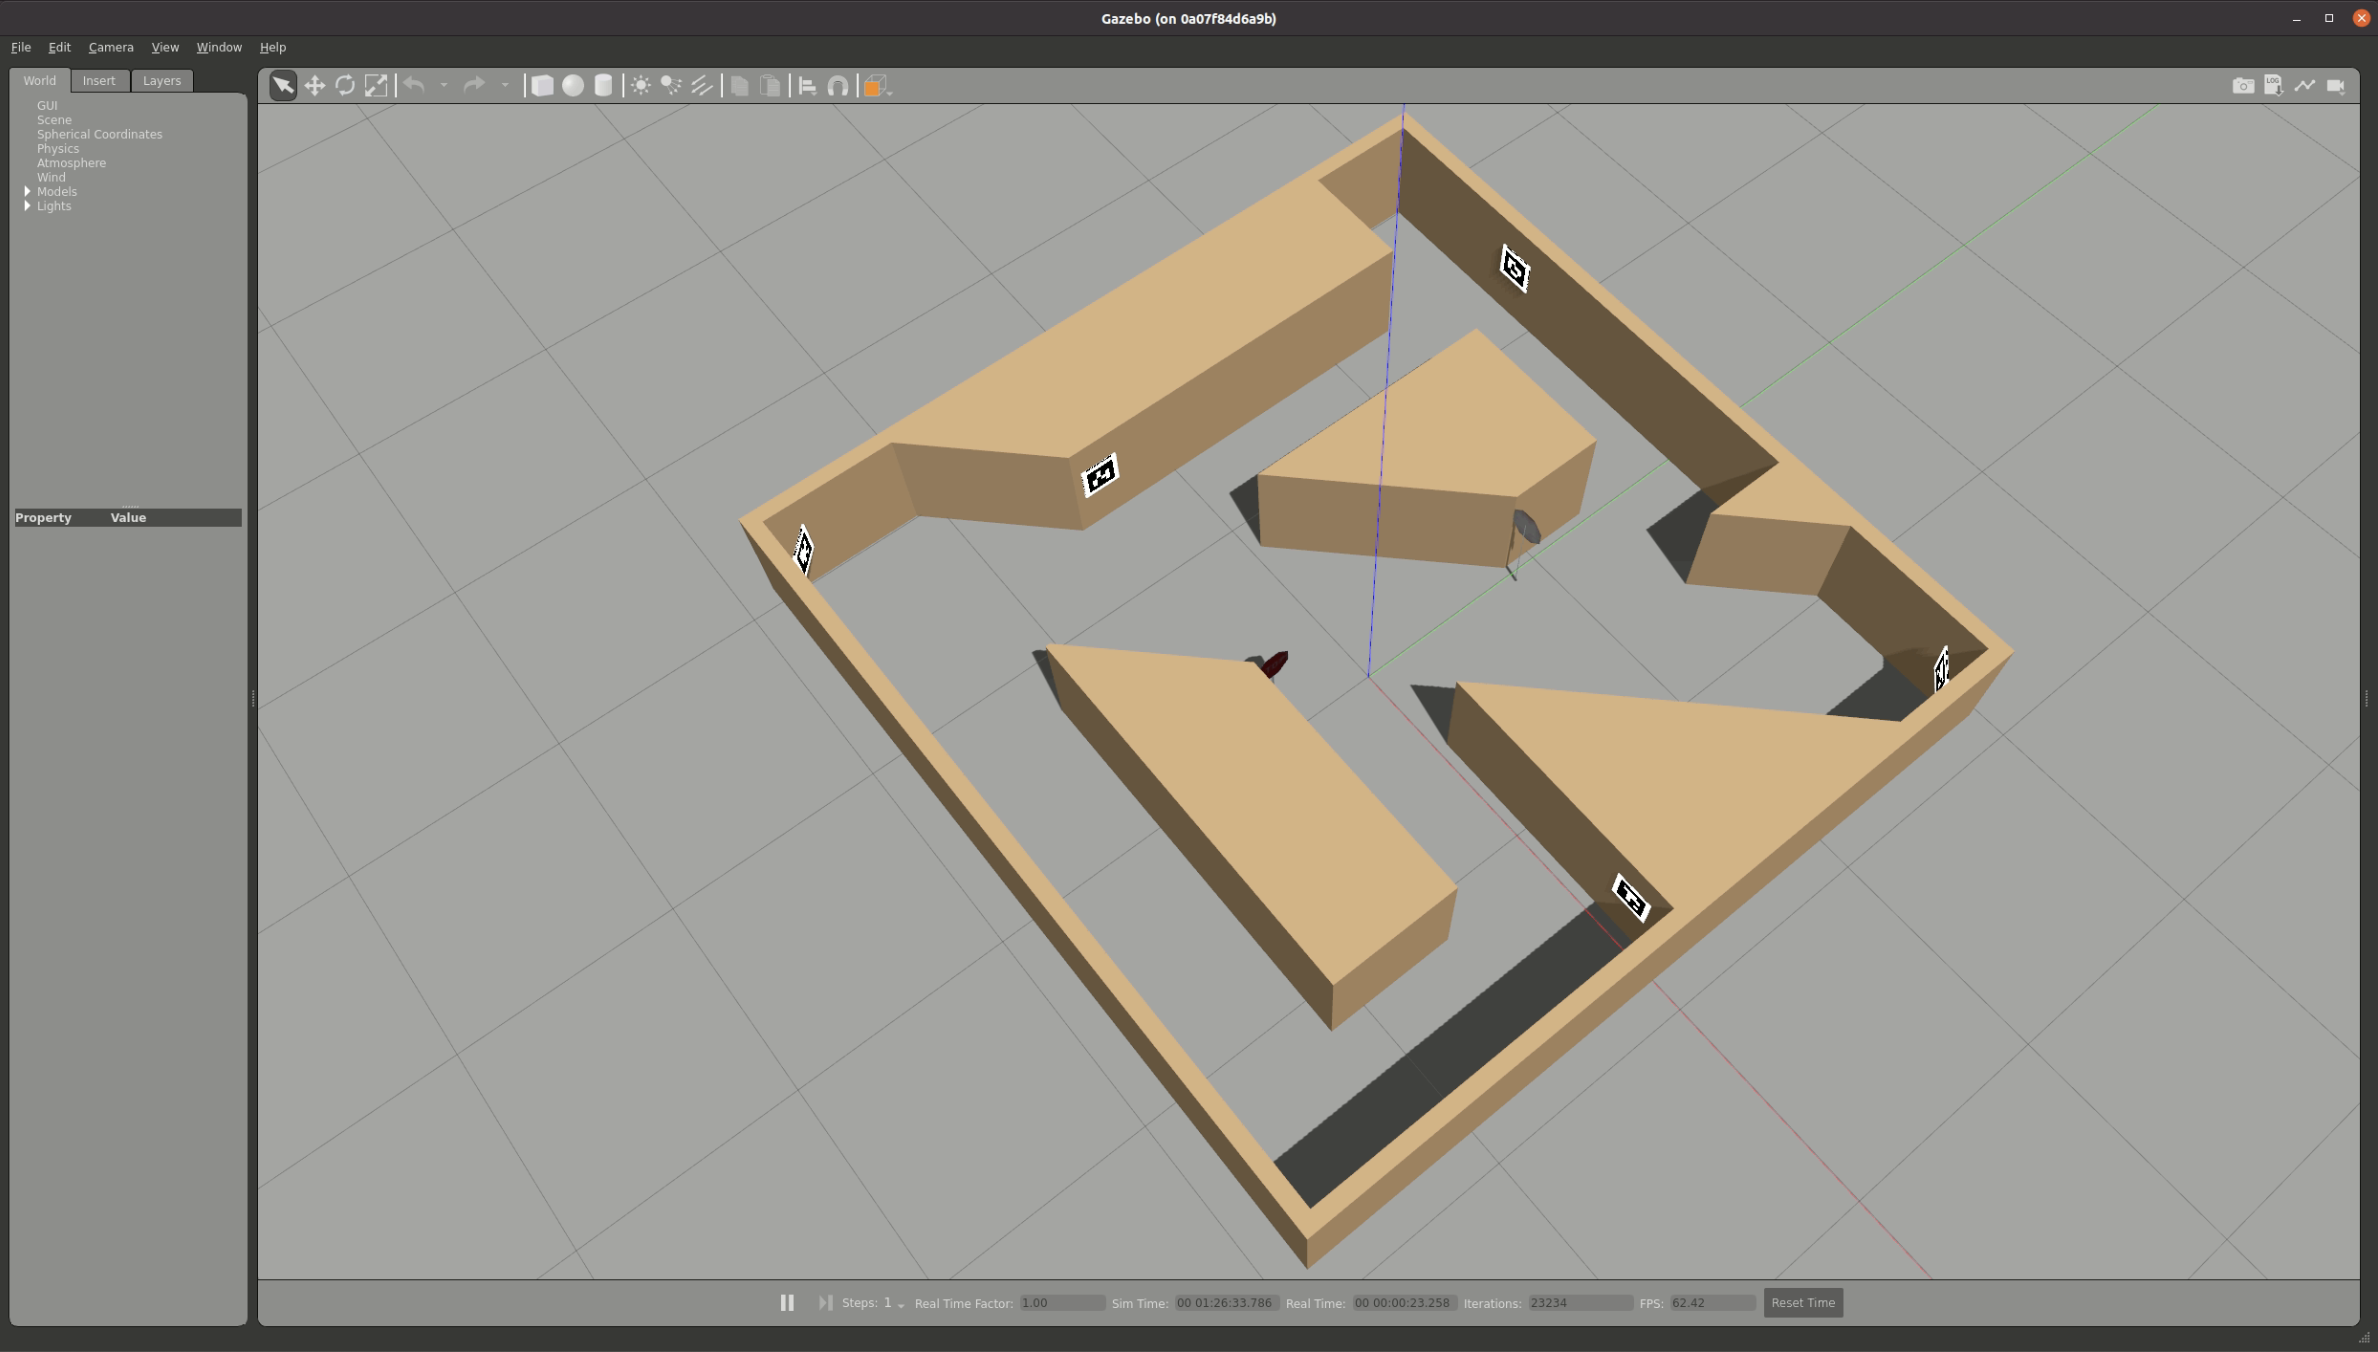 Gazebo (on 0a07f84d6a9b)
File Edit Camera View Window Help
World Insert Layers
LOG
GUI
Scene
Spherical Coordinates
Physics
Atmosphere
Wind
Models
Lights
Property Value
Steps: 1 Real Time Factor: 1.00 Sim Time: 00 01:26:33.786 Real Time: 00 00:00:23.258 Iterations: 23234 FPS: 62.42 Reset Time